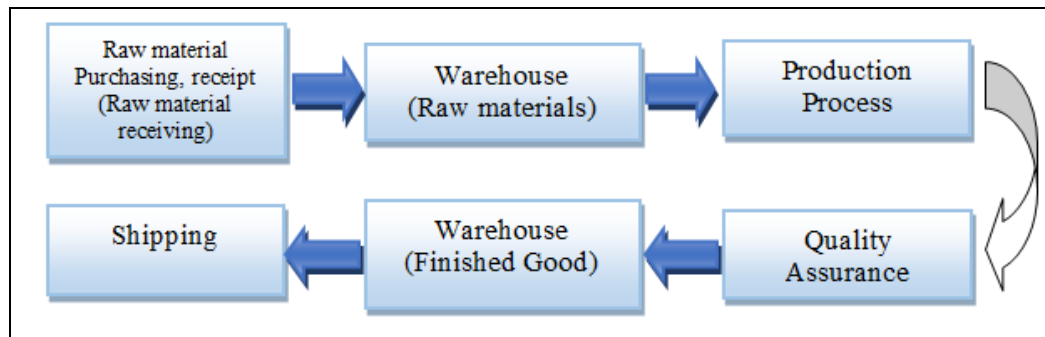 Raw material
Purchasing, receipt
(Raw material
receiving)
Warehouse
(Raw materials)
Production
Process
Quality
Assurance
Warehouse
(Finished Good)
Shipping